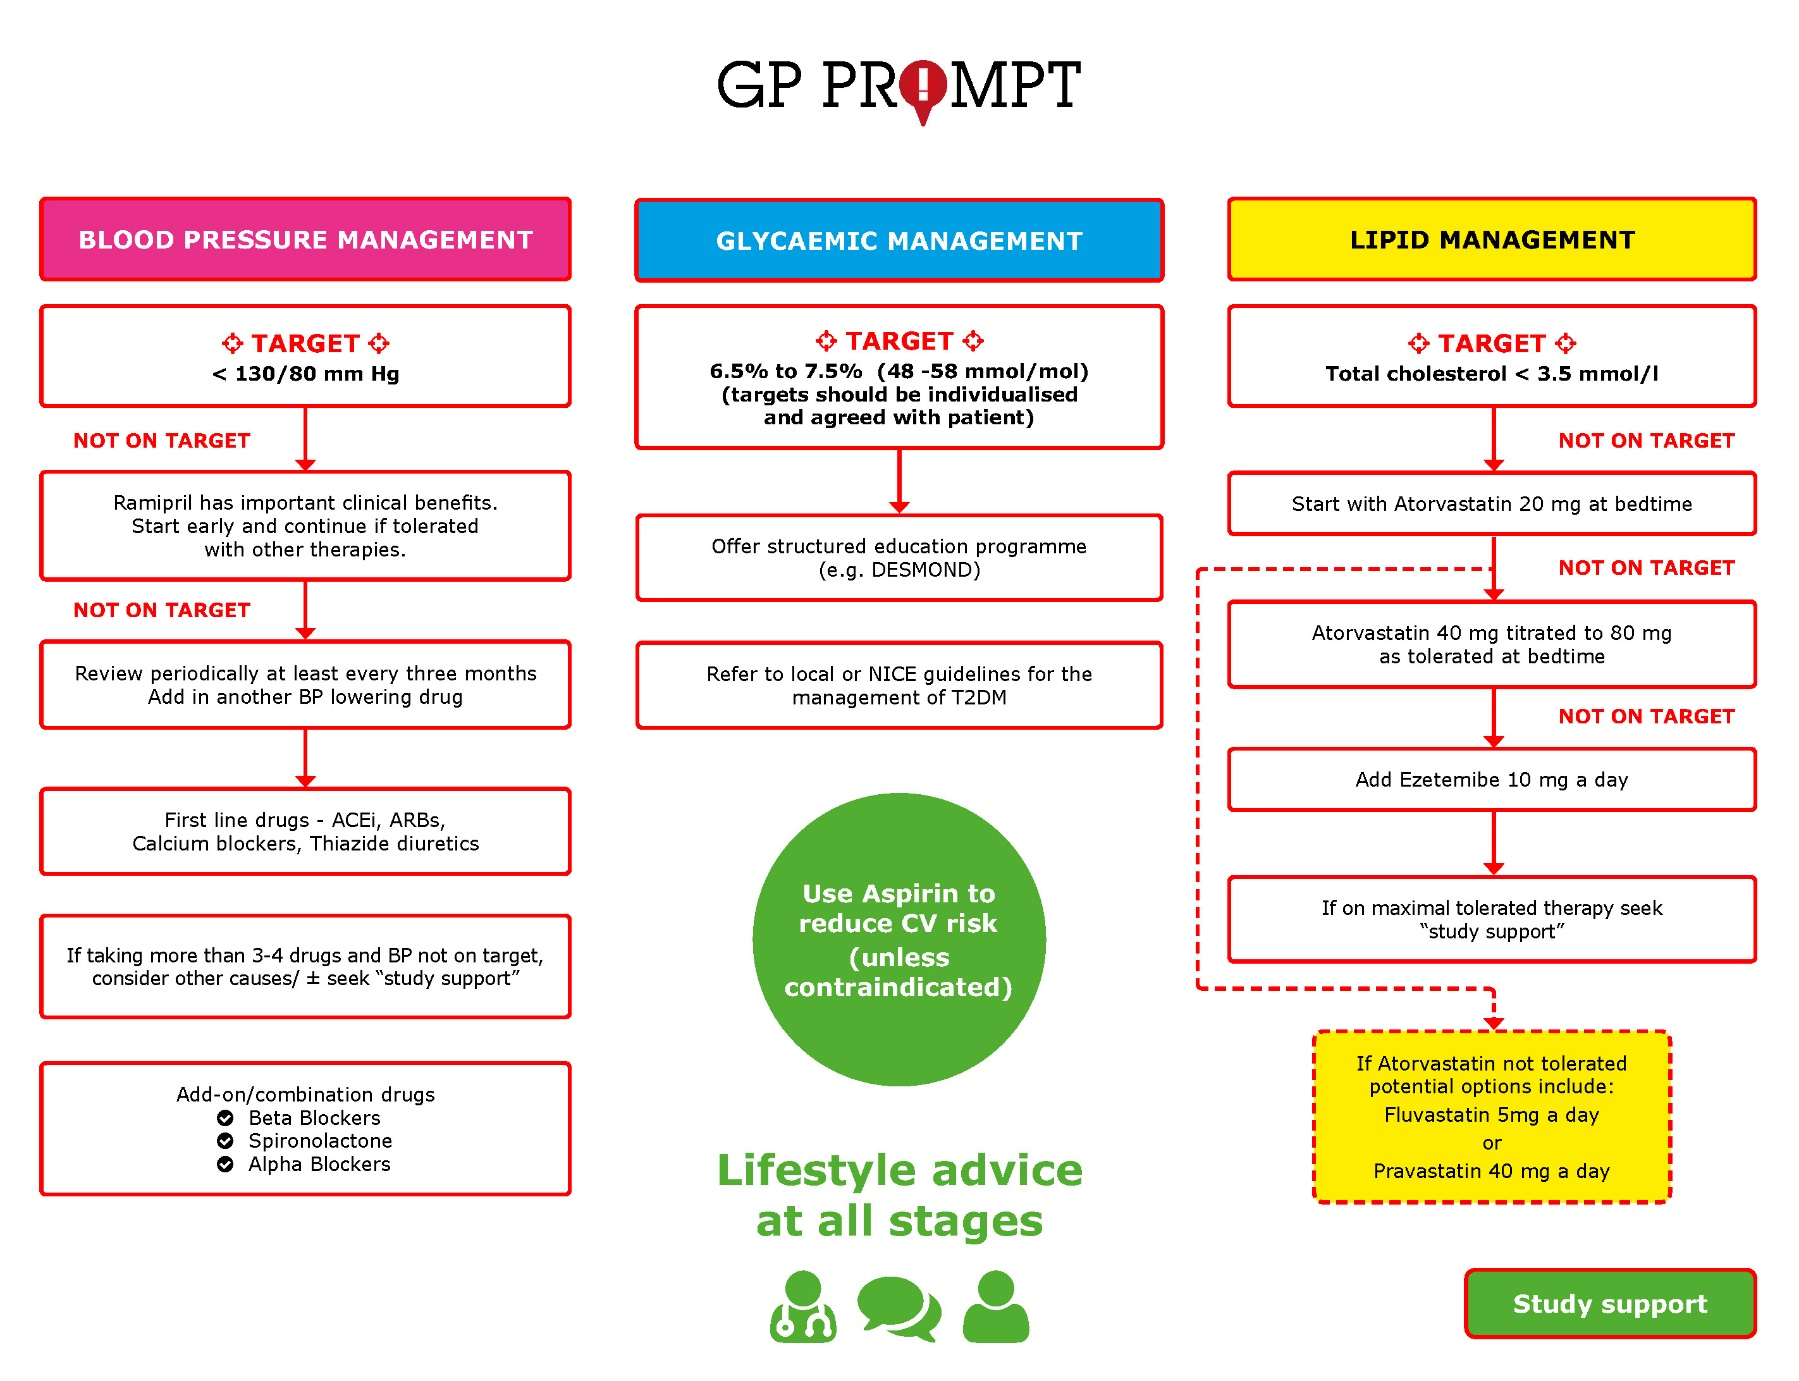 GP PROMPT
BLOOD PRESSURE MANAGEMENT
TARGET
< 130/80 mm Hg
NOT ON TARGET
Ramipril has important clinical benefits.
Start early and continue if tolerated
with other therapies.
NOT ON TARGET
Review periodically at least every three months
Add in another BP lowering drug
First line drugs - ACEi, ARBs,
Calcium blockers, Thiazide diuretics
If taking more than 3-4 drugs and BP not on target,
consider other causes/ ± seek “study support”
Add-on/combination drugs
Beta Blockers
Spironolactone
Alpha Blockers
GLYCAEMIC MANAGEMENT
TARGET
6.5% to 7.5%  (48 -58 mmol/mol)
(targets should be individualised
and agreed with patient)
Offer structured education programme
(e.g. DESMOND)
Refer to local or NICE guidelines for the
management of T2DM
Use Aspirin to
reduce CV risk
(unless
contraindicated)
Lifestyle advice
at all stages
LIPID MANAGEMENT
TARGET
Total cholesterol < 3.5 mmol/l
NOT ON TARGET
Start with Atorvastatin 20 mg at bedtime
NOT ON TARGET
Atorvastatin 40 mg titrated to 80 mg
as tolerated at bedtime
NOT ON TARGET
Add Ezetemibe 10 mg a day
If on maximal tolerated therapy seek
“study support”
If Atorvastatin not tolerated
potential options include:
Fluvastatin 5mg a day
or
Pravastatin 40 mg a day
Study support